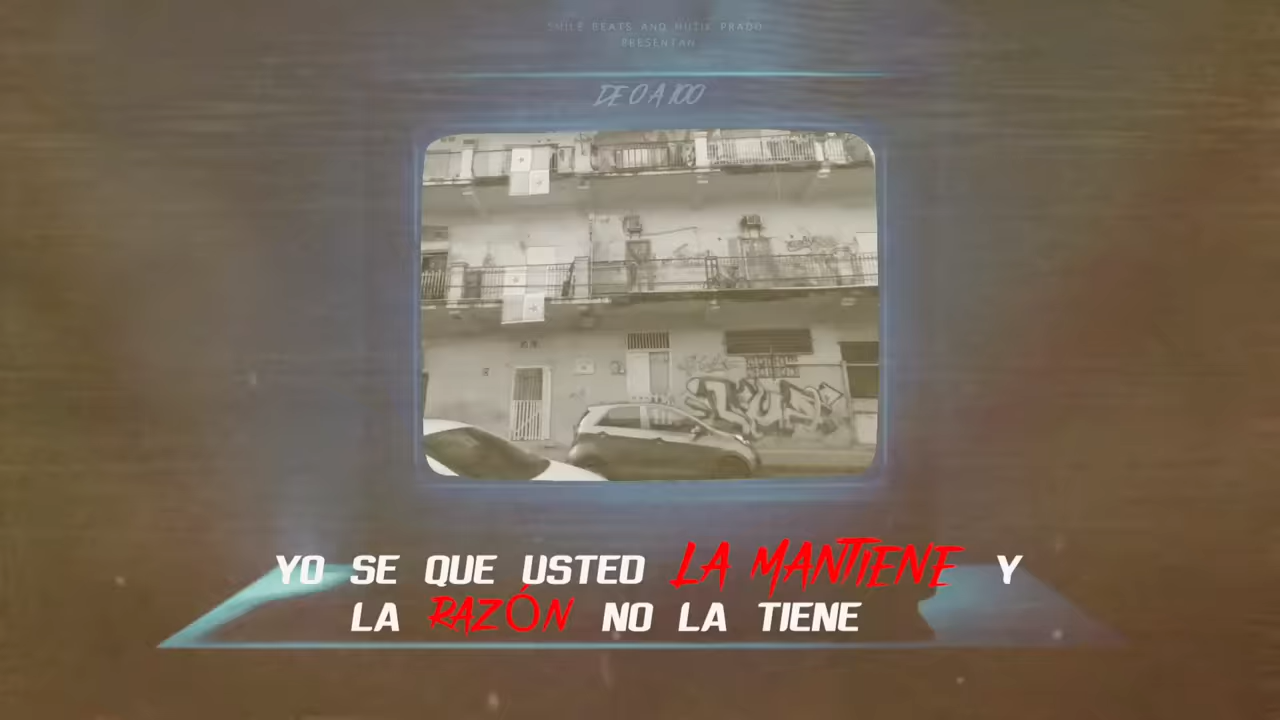 SMILE BEATS AND MUTIX PRADO
PRESENTAN
DE 0 A 100
YO SE QUE USTED LA MANTIENE Y
LA RAZÓN NO LA TIENE